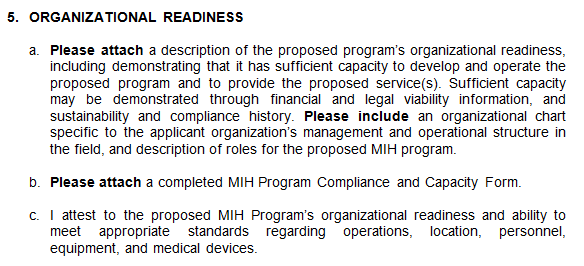 5. ORGANIZATIONAL READINESS
a. Please attach a description of the proposed program's organizational readiness,
including demonstrating that it has sufficient capacity to develop and operate the
proposed program and to provide the proposed service(s). Sufficient capacity
may be demonstrated through financial and legal viability information, and
sustainability and compliance history. Please include an organizational chart
specific to the applicant organization's management and operational structure in
the field, and description of roles for the proposed MIH program.
b. Please attach a completed MIH Program Compliance and Capacity Form.
c. I attest to the proposed MIH Program's organizational readiness and ability to
meet appropriate standards regarding operations, location, personnel,
equipment, and medical devices.